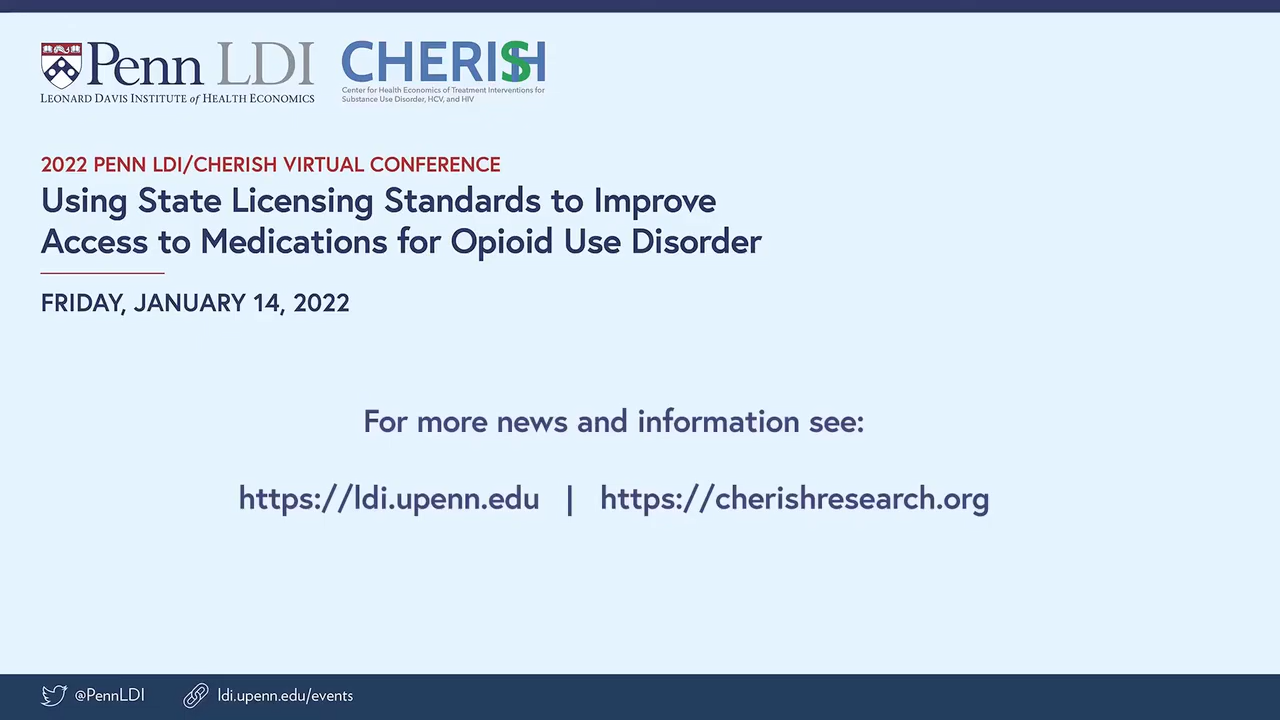 Penn LDI
LEONARD DAVIS INSTITUTE of HEALTH ECONOMICS
CHERISH
Center for Health Economics of Treatment Interventions for
Substance Use Disorder, HCV, and HIV
2022 PENN LDI/CHERISH VIRTUAL CONFERENCE
Using State Licensing Standards to Improve
Access to Medications for Opioid Use Disorder
FRIDAY, JANUARY 14, 2022
For more news and information see:
https://ldi.upenn.edu | https://cherishresearch.org
@PennLDI ldi.upenn.edu/events